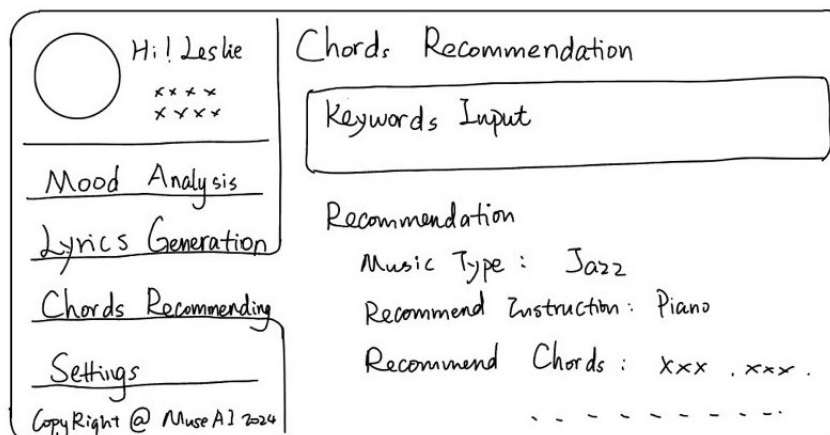 Hi! Leslie
xxxx
xxxx
Mood Analysis
Lyrics Generation
Chords Recommending
Settings
CopyRight @ MuseAI 2024
Chords Recommendation
Keywords Input
Recommendation
Music Type : Jazz
Recommend Instruction : Piano
Recommend Chords : xxx . xxx .
. - - - - - - - - .